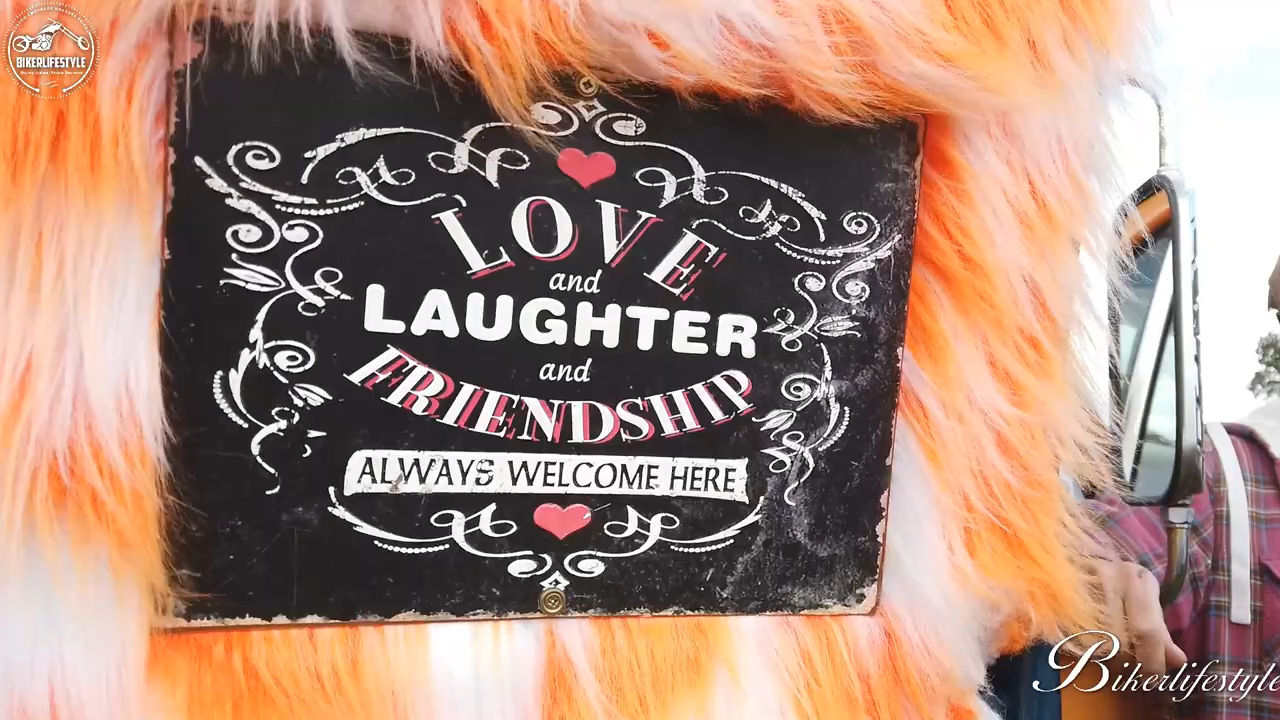 BIKERLIFESTYLE
LOVE
and
LAUGHTER
and
FRIENDSHIP
ALWAYS WELCOME HERE
Bikerlifestyle